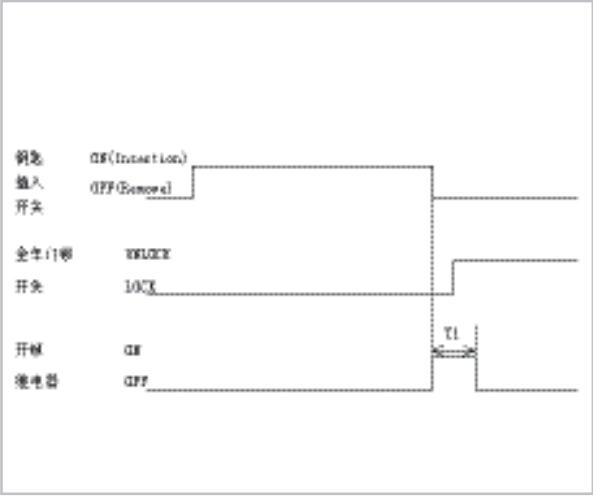 钥匙 ON(Insertion)
插入 OFF(Remove)
开关
全车门锁 UNLOCK
开关 LOCK
T1
开锁 ON
继电器 OFF